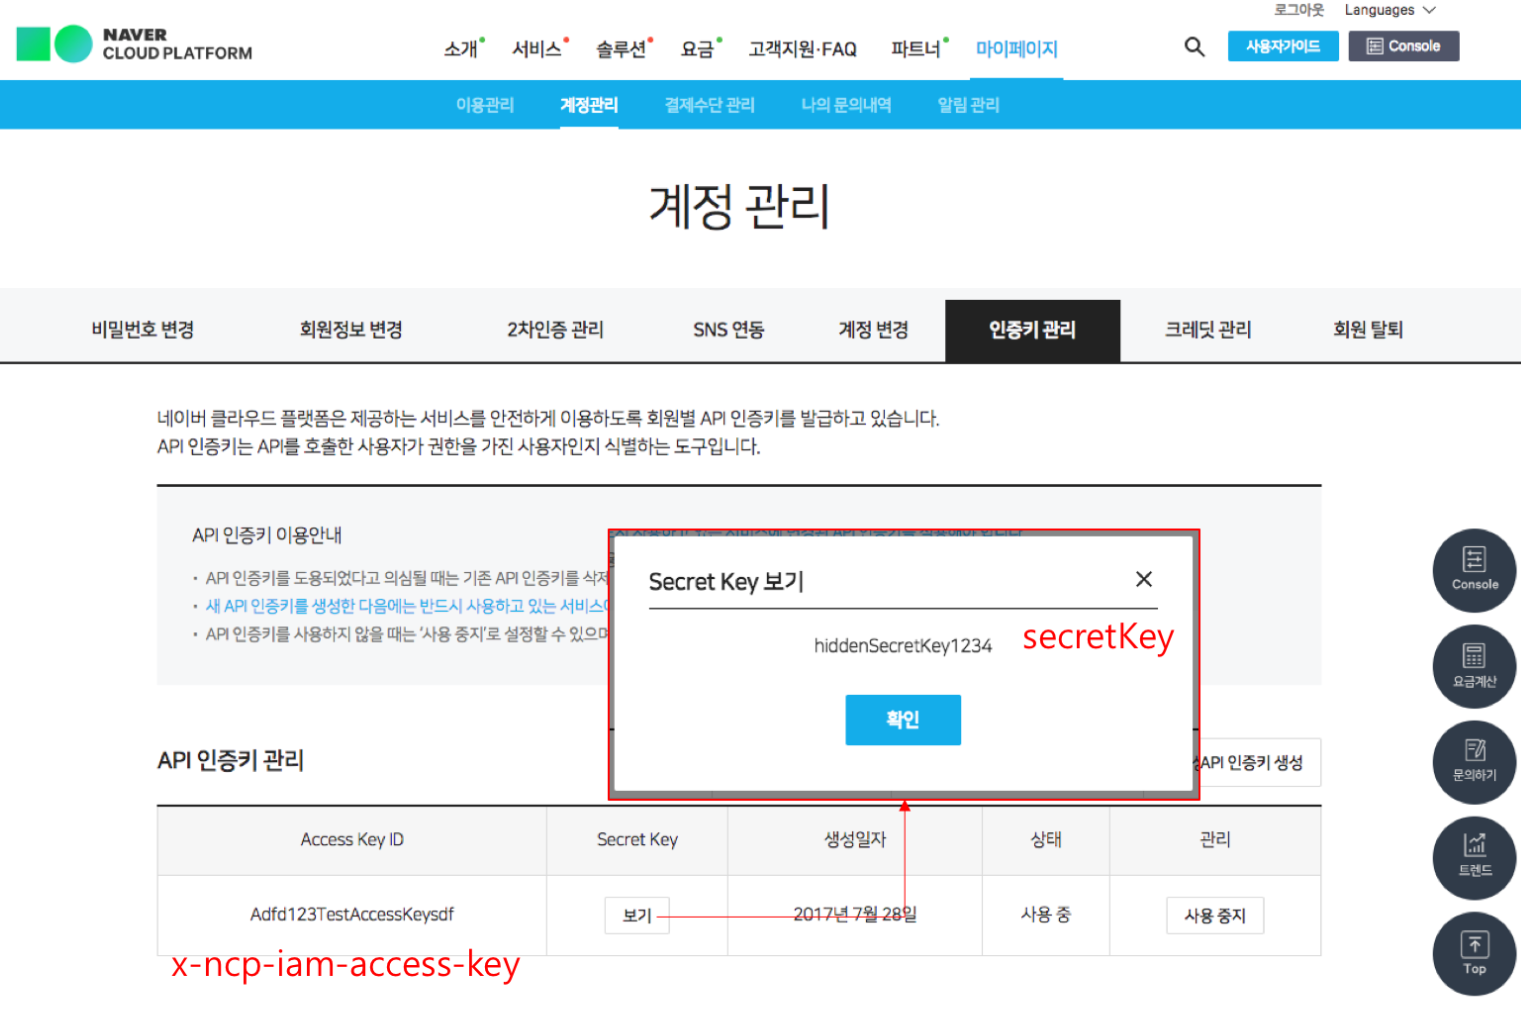 로그아웃 Languages
NAVER
CLOUD PLATFORM
소개 서비스 솔루션 요금 고객지원·FAQ 파트너 마이페이지
사용자가이드 Console
이용관리 계정관리 결제수단 관리 나의 문의내역 알림 관리
계정 관리
비밀번호 변경 회원정보 변경 2차인증 관리 SNS 연동 계정 변경 인증키 관리 크레딧 관리 회원 탈퇴
네이버 클라우드 플랫폼은 제공하는 서비스를 안전하게 이용하도록 회원별 API 인증키를 발급하고 있습니다.
API 인증키는 API를 호출한 사용자가 권한을 가진 사용자인지 식별하는 도구입니다.
API 인증키 이용안내
· API 인증키를 도용되었다고 의심될 때는 기존 API 인증키를 삭제
· 새 API 인증키를 생성한 다음에는 반드시 사용하고 있는 서비스에
· API 인증키를 사용하지 않을 때는 '사용 중지'로 설정할 수 있으며
Secret Key 보기
hiddenSecretKey1234
secretKey
확인
API 인증키 관리
API 인증키 생성
Access Key ID Secret Key 생성일자 상태 관리
Adfd123TestAccessKeysdf 보기 2017년 7월 28일 사용 중 사용 중지
x-ncp-iam-access-key
Console
요금계산
문의하기
트렌드
Top